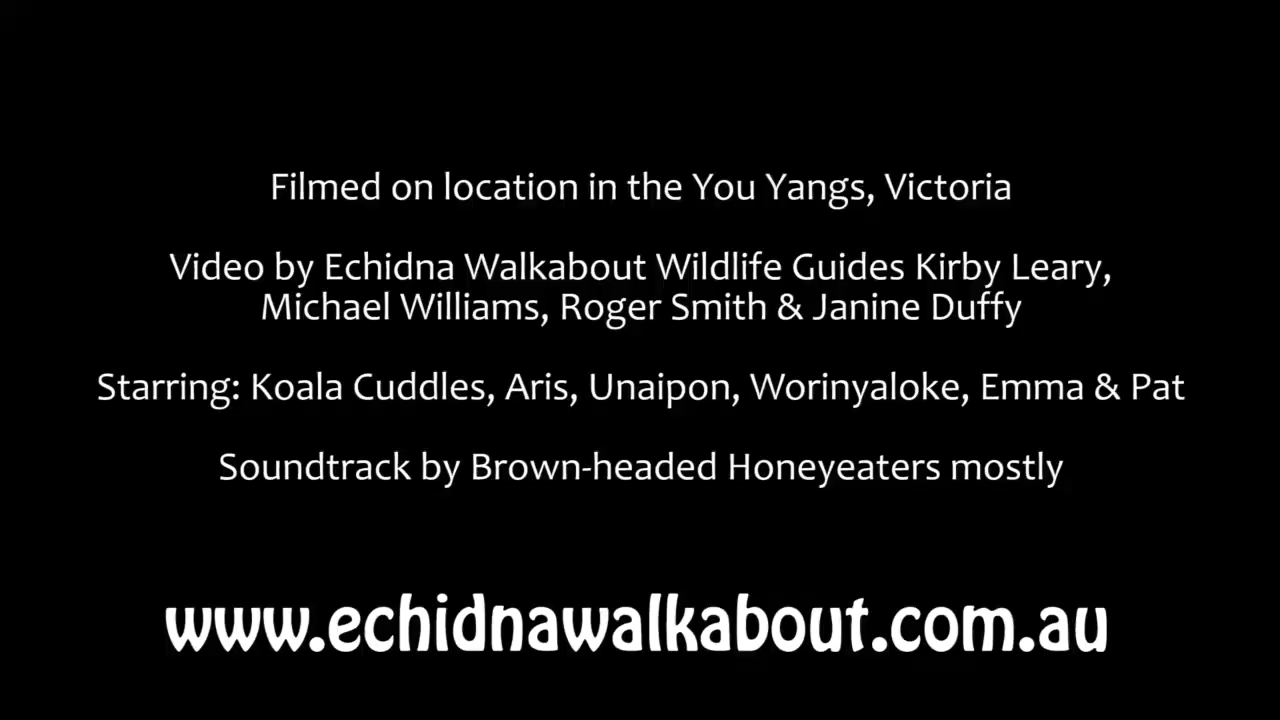 Filmed on location in the You Yangs, Victoria
Video by Echidna Walkabout Wildlife Guides Kirby Leary,
Michael Williams, Roger Smith & Janine Duffy
Starring: Koala Cuddles, Aris, Unaipon, Worinyaloke, Emma & Pat
Soundtrack by Brown-headed Honeyeaters mostly
www.echidnawalkabout.com.au